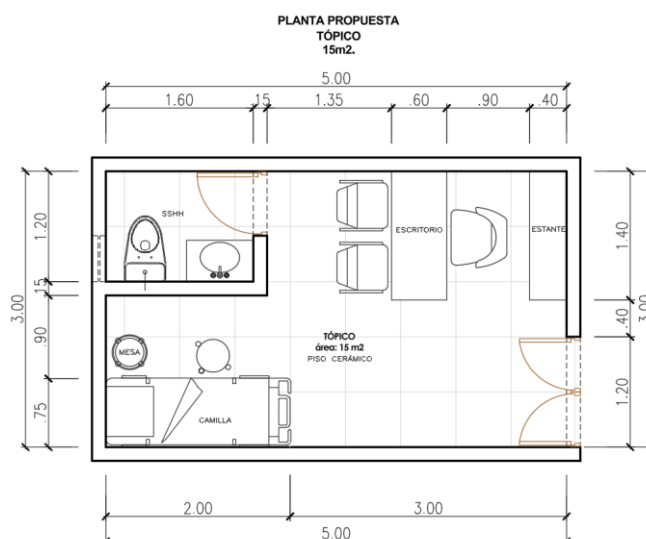 PLANTA PROPUESTA
TÓPICO
15m2.
5.00
1.60
.15
1.35
.60
.90
.40
3.00
1.20
.15
.90
.75
SSHH
ESCRITORIO
ESTANTE
TÓPICO
área: 15 m2
PISO CERÁMICO
MESA
CAMILLA
1.40
.40
1.20
3.00
2.00
3.00
5.00